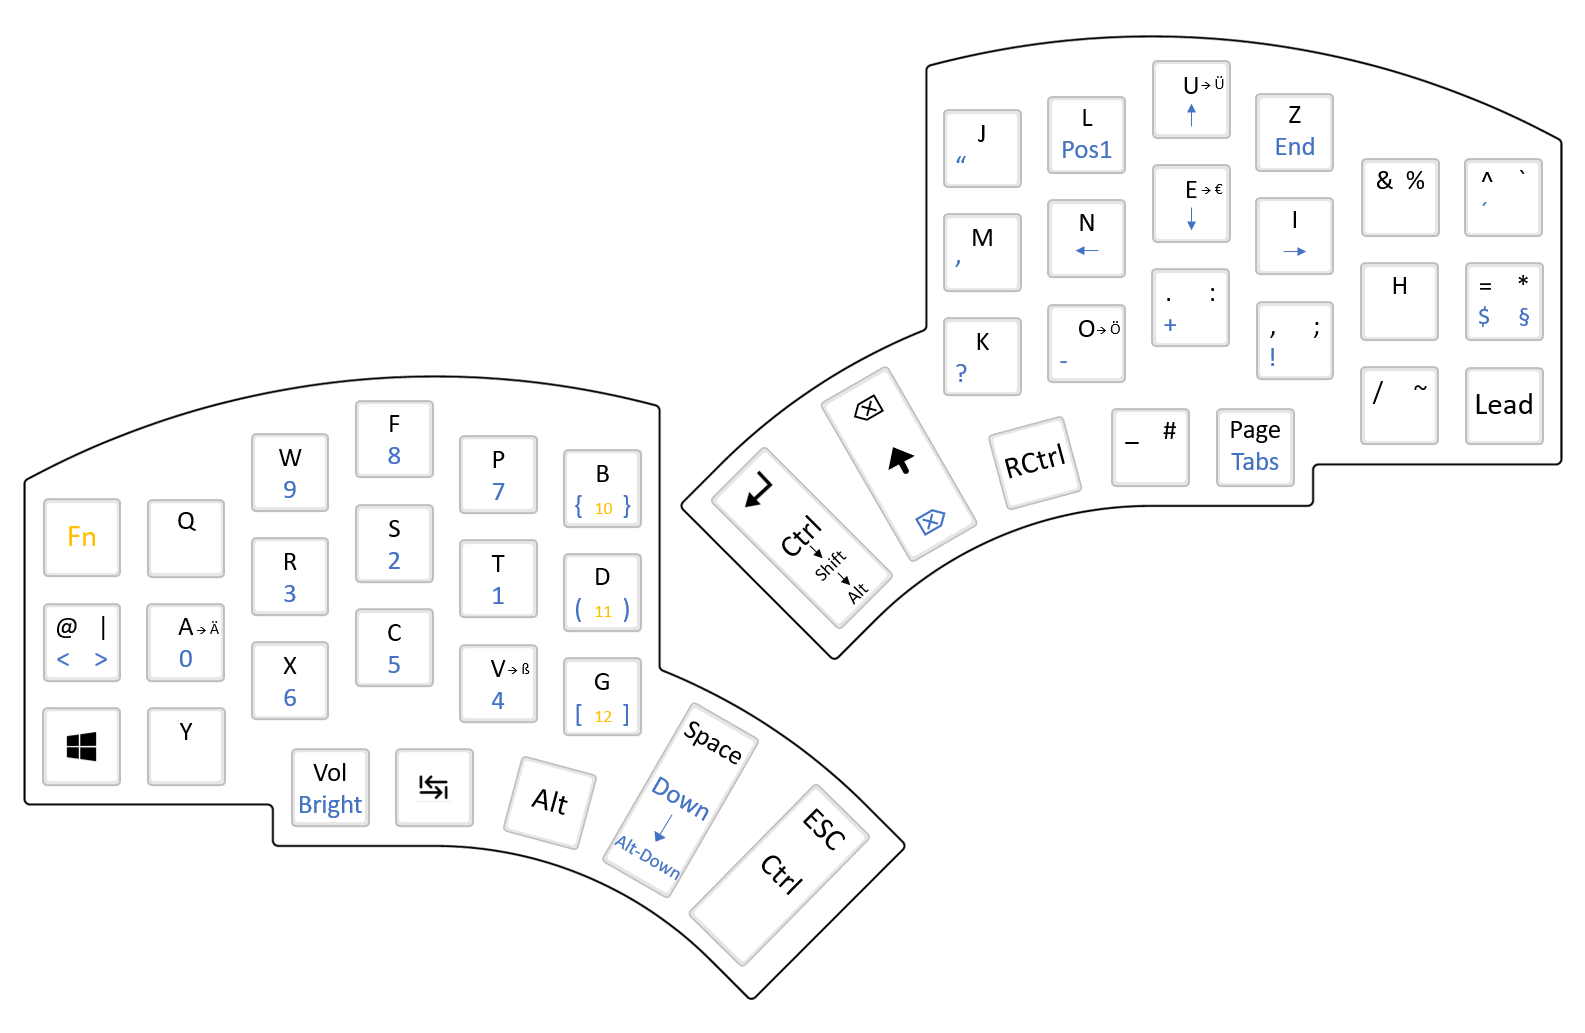 Fn
@ |
< >
Q
A→Ä
0
Y
W
9
R
3
X
6
F
8
S
2
C
5
P
7
T
1
V→ß
4
B
{ 10 }
D
( 11 )
G
[ 12 ]
Vol
Bright
Alt
Space
Down
↓
Alt-Down
ESC
Ctrl
J
“
M
,
K
?
L
Pos1
N
←
O→Ö
-
U→Ü
↑
E→€
↓
. :
+
Z
End
I
→
, ;
!
& %
H
/ ~
^ `
´
= *
$ §
Lead
Ctrl
→
Shift
→
Alt
RCtrl
_ #
Page
Tabs